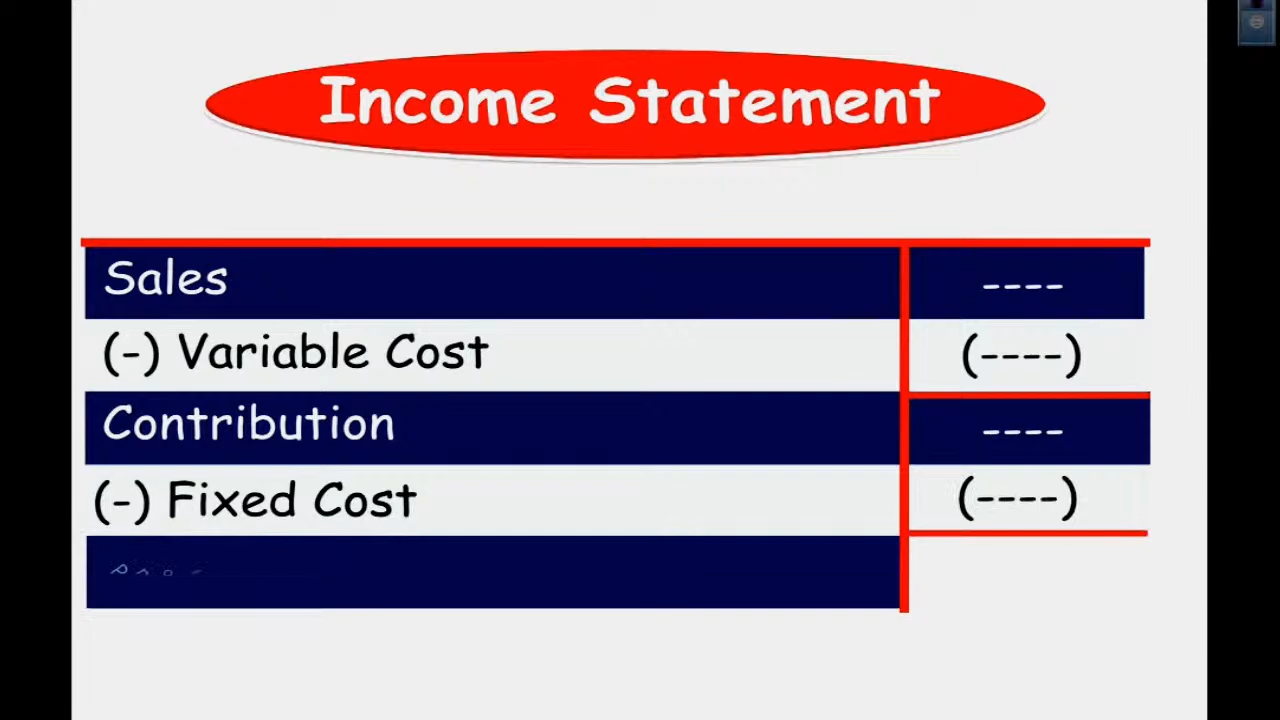 Income Statement
Sales ----
(-) Variable Cost (----)
Contribution ----
(-) Fixed Cost (----)